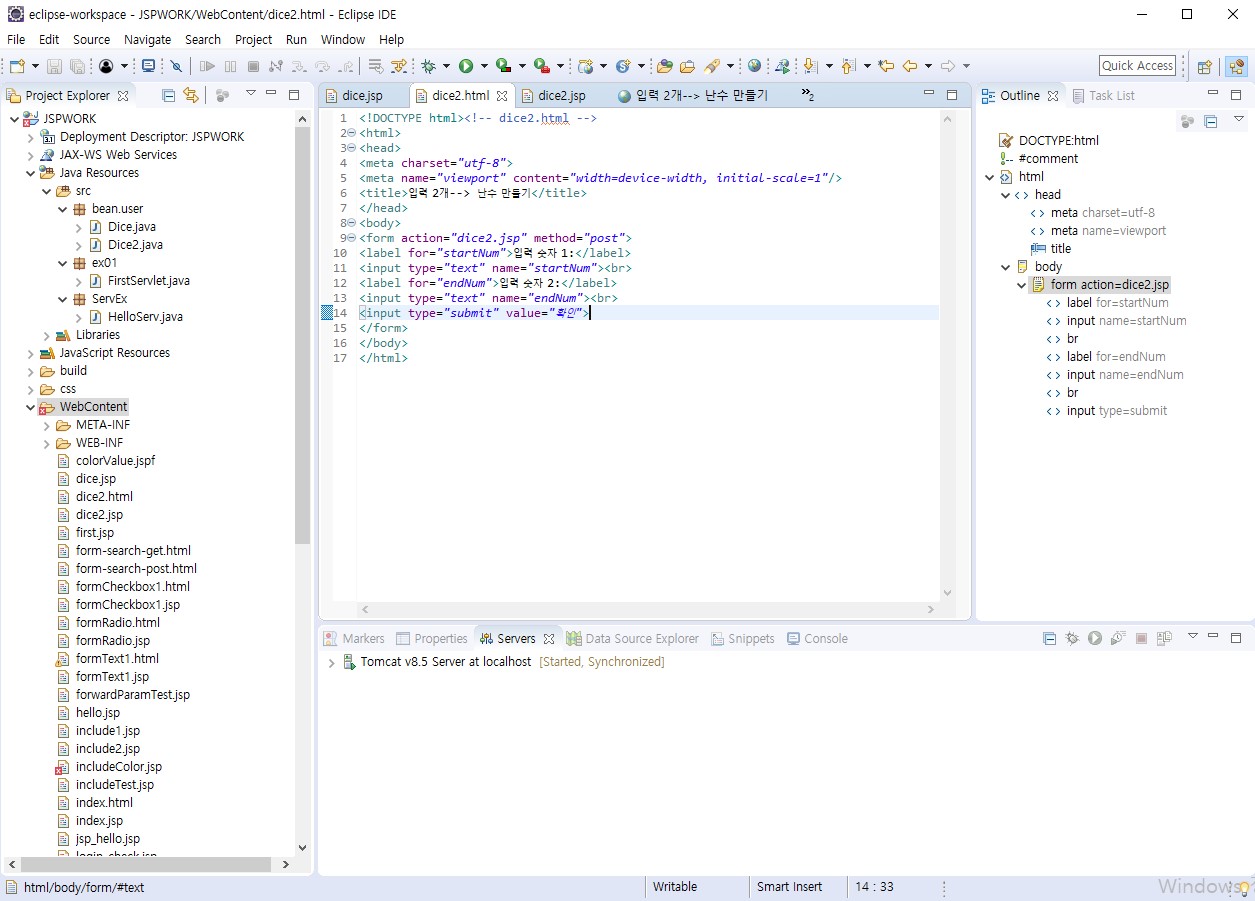 eclipse-workspace - JSPWORK/WebContent/dice2.html - Eclipse IDE
File Edit Source Navigate Search Project Run Window Help
Quick Access
Project Explorer
JSPWORK
Deployment Descriptor: JSPWORK
JAX-WS Web Services
Java Resources
src
bean.user
Dice.java
Dice2.java
ex01
FirstServlet.java
ServEx
HelloServ.java
Libraries
JavaScript Resources
build
css
WebContent
META-INF
WEB-INF
colorValue.jspf
dice.jsp
dice2.html
dice2.jsp
first.jsp
form-search-get.html
form-search-post.html
formCheckbox1.html
formCheckbox1.jsp
formRadio.html
formRadio.jsp
formText1.html
formText1.jsp
forwardParamTest.jsp
hello.jsp
include1.jsp
include2.jsp
includeColor.jsp
includeTest.jsp
index.html
index.jsp
jsp_hello.jsp
login_check.jsp
dice.jsp dice2.html dice2.jsp 입력 2개--> 난수 만들기 »2
1 <!DOCTYPE html><!-- dice2.html -->
2 <html>
3 <head>
4 <meta charset="utf-8">
5 <meta name="viewport" content="width=device-width, initial-scale=1"/>
6 <title>입력 2개--> 난수 만들기</title>
7 </head>
8 <body>
9 <form action="dice2.jsp" method="post">
10 <label for="startNum">입력 숫자 1:</label>
11 <input type="text" name="startNum"><br>
12 <label for="endNum">입력 숫자 2:</label>
13 <input type="text" name="endNum"><br>
14 <input type="submit" value="확인">
15 </form>
16 </body>
17 </html>
Outline Task List
DOCTYPE:html
#comment
html
head
meta charset=utf-8
meta name=viewport
title
body
form action=dice2.jsp
label for=startNum
input name=startNum
br
label for=endNum
input name=endNum
br
input type=submit
Markers Properties Servers Data Source Explorer Snippets Console
Tomcat v8.5 Server at localhost [Started, Synchronized]
html/body/form/#text Writable Smart Insert 14 : 33
Windows